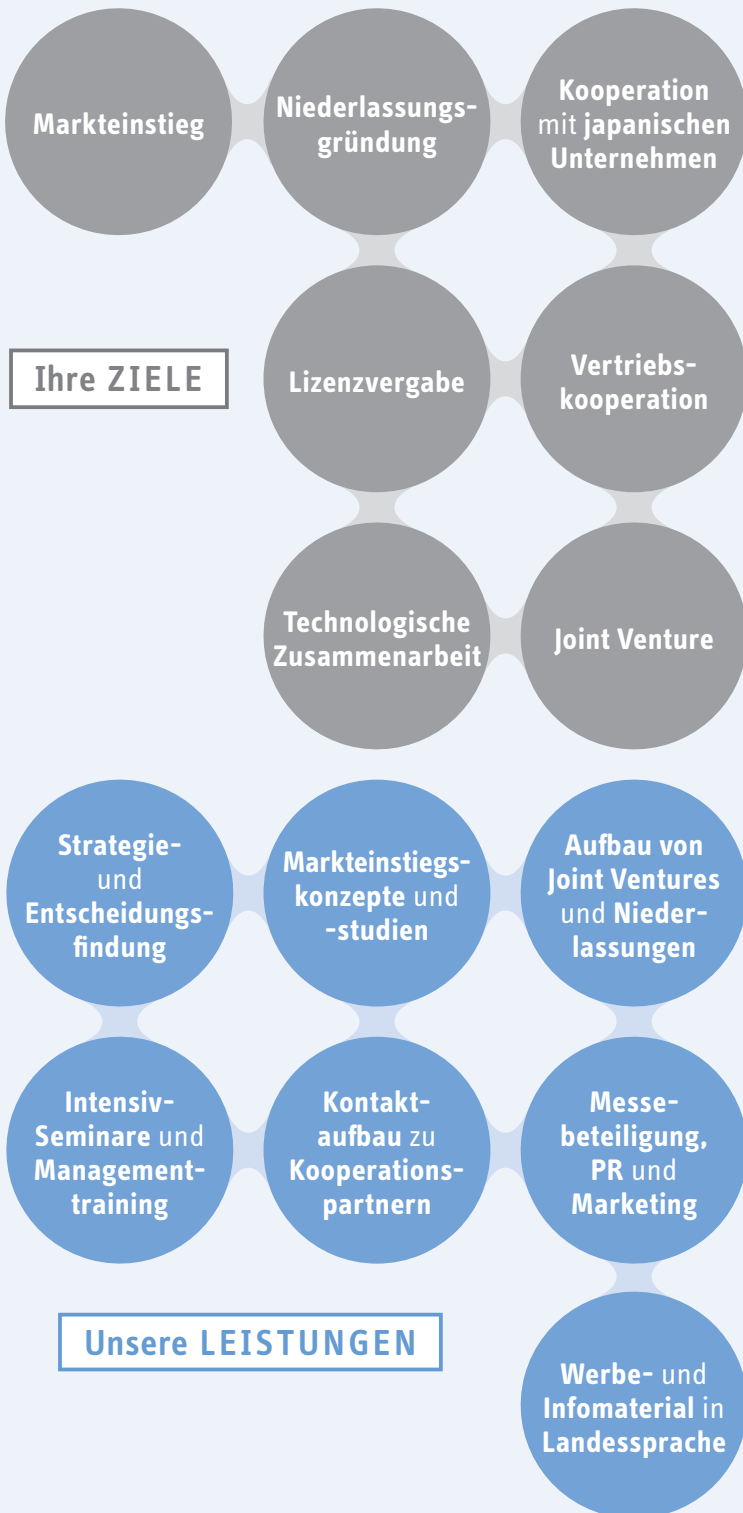 Markteinstieg
Niederlassungs-
gründung
Kooperation
mit japanischen
Unternehmen
Ihre ZIELE
Lizenzvergabe
Vertriebs-
kooperation
Technologische
Zusammenarbeit
Joint Venture
Strategie-
und
Entscheidungs-
findung
Markteinstiegs-
konzepte und
-studien
Aufbau von
Joint Ventures
und Nieder-
lassungen
Intensiv-
Seminare und
Management-
training
Kontakt-
aufbau zu
Kooperations-
partnern
Messe-
beteiligung,
PR und
Marketing
Unsere LEISTUNGEN
Werbe- und
Infomaterial in
Landessprache